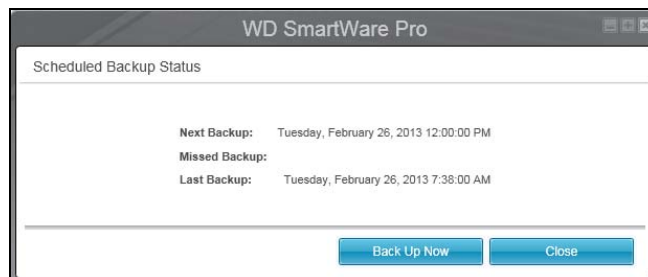 WD SmartWare Pro
Scheduled Backup Status
Next Backup: Tuesday, February 26, 2013 12:00:00 PM
Missed Backup:
Last Backup: Tuesday, February 26, 2013 7:38:00 AM
Back Up Now Close